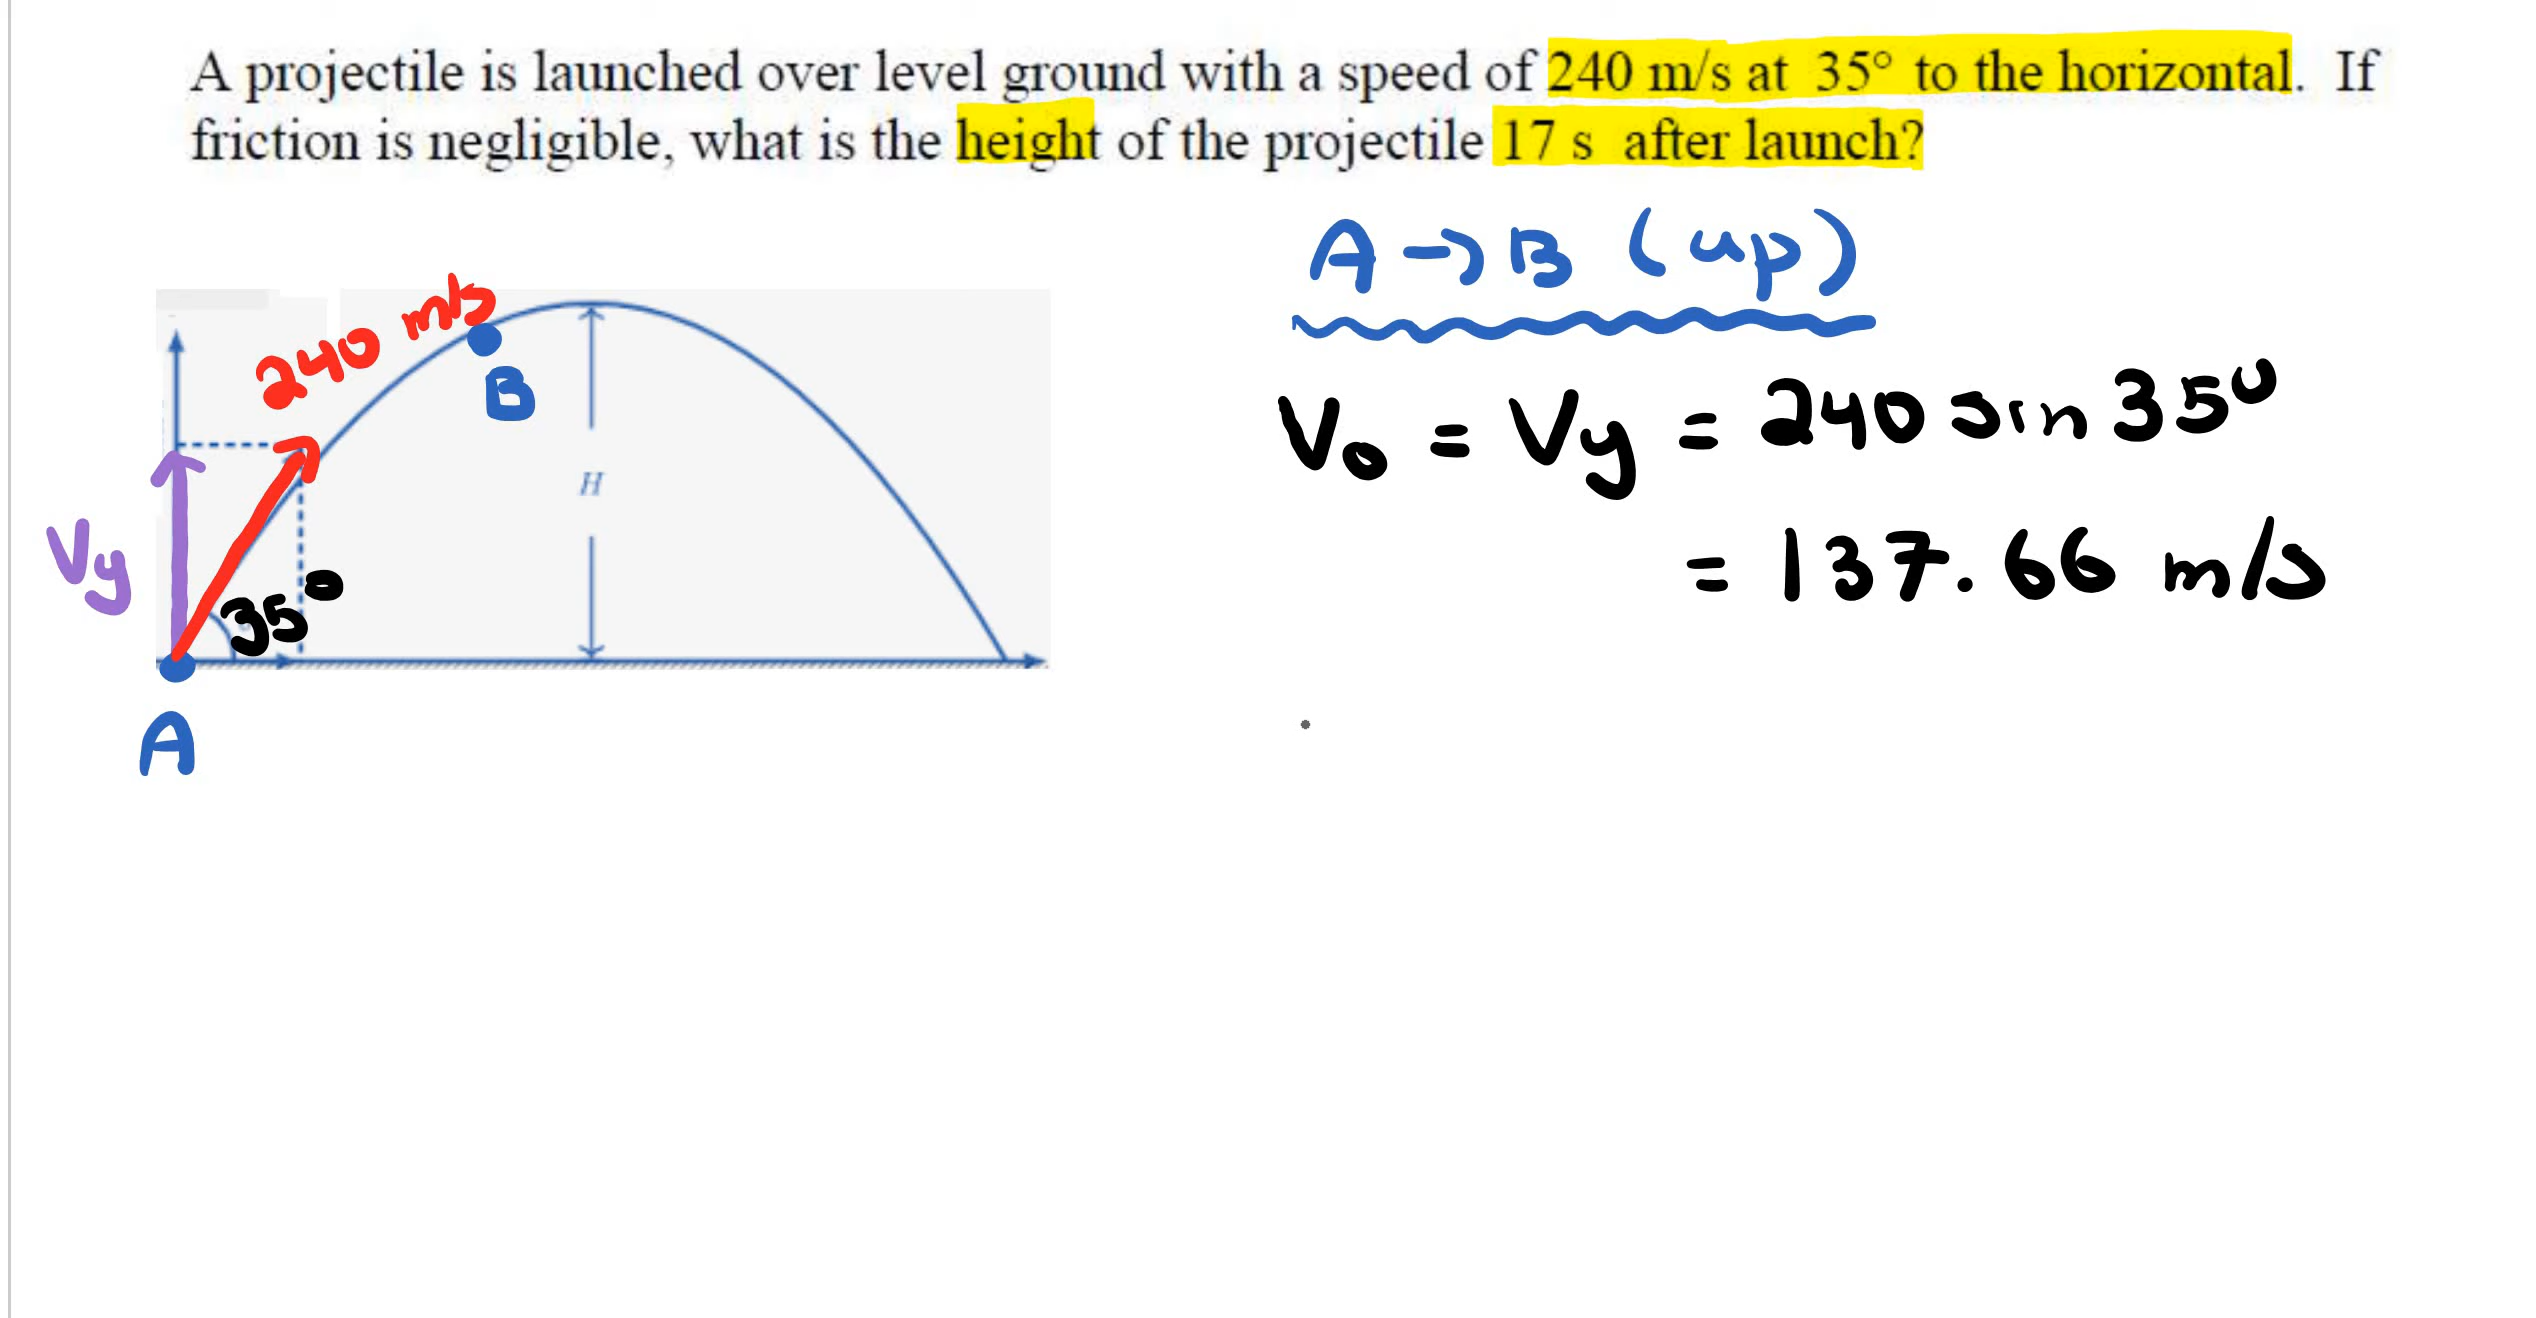 A projectile is launched over level ground with a speed of 240 m/s at 35° to the horizontal. If
friction is negligible, what is the height of the projectile 17 s after launch?
A → B (up)
V₀ = Vy = 240 sin 35°
= 137.66 m/s
240 m/s
B
H
Vy
35°
A